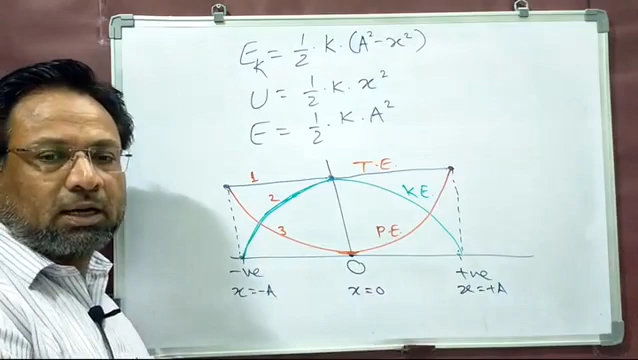 E_K = 1/2 · K · (A² - x²)
U = 1/2 · K · x²
E = 1/2 · K · A²
1 T.E.
2 K.E.
3 P.E.
-ve O +ve
x=-A x=0 x=+A